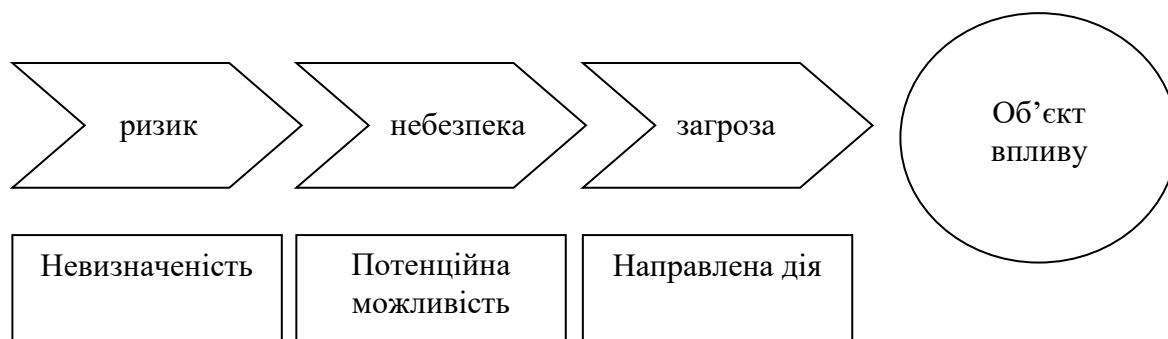 ризик
небезпека
загроза
Об’єкт
впливу
Невизначеність
Потенційна
можливість
Направлена дія